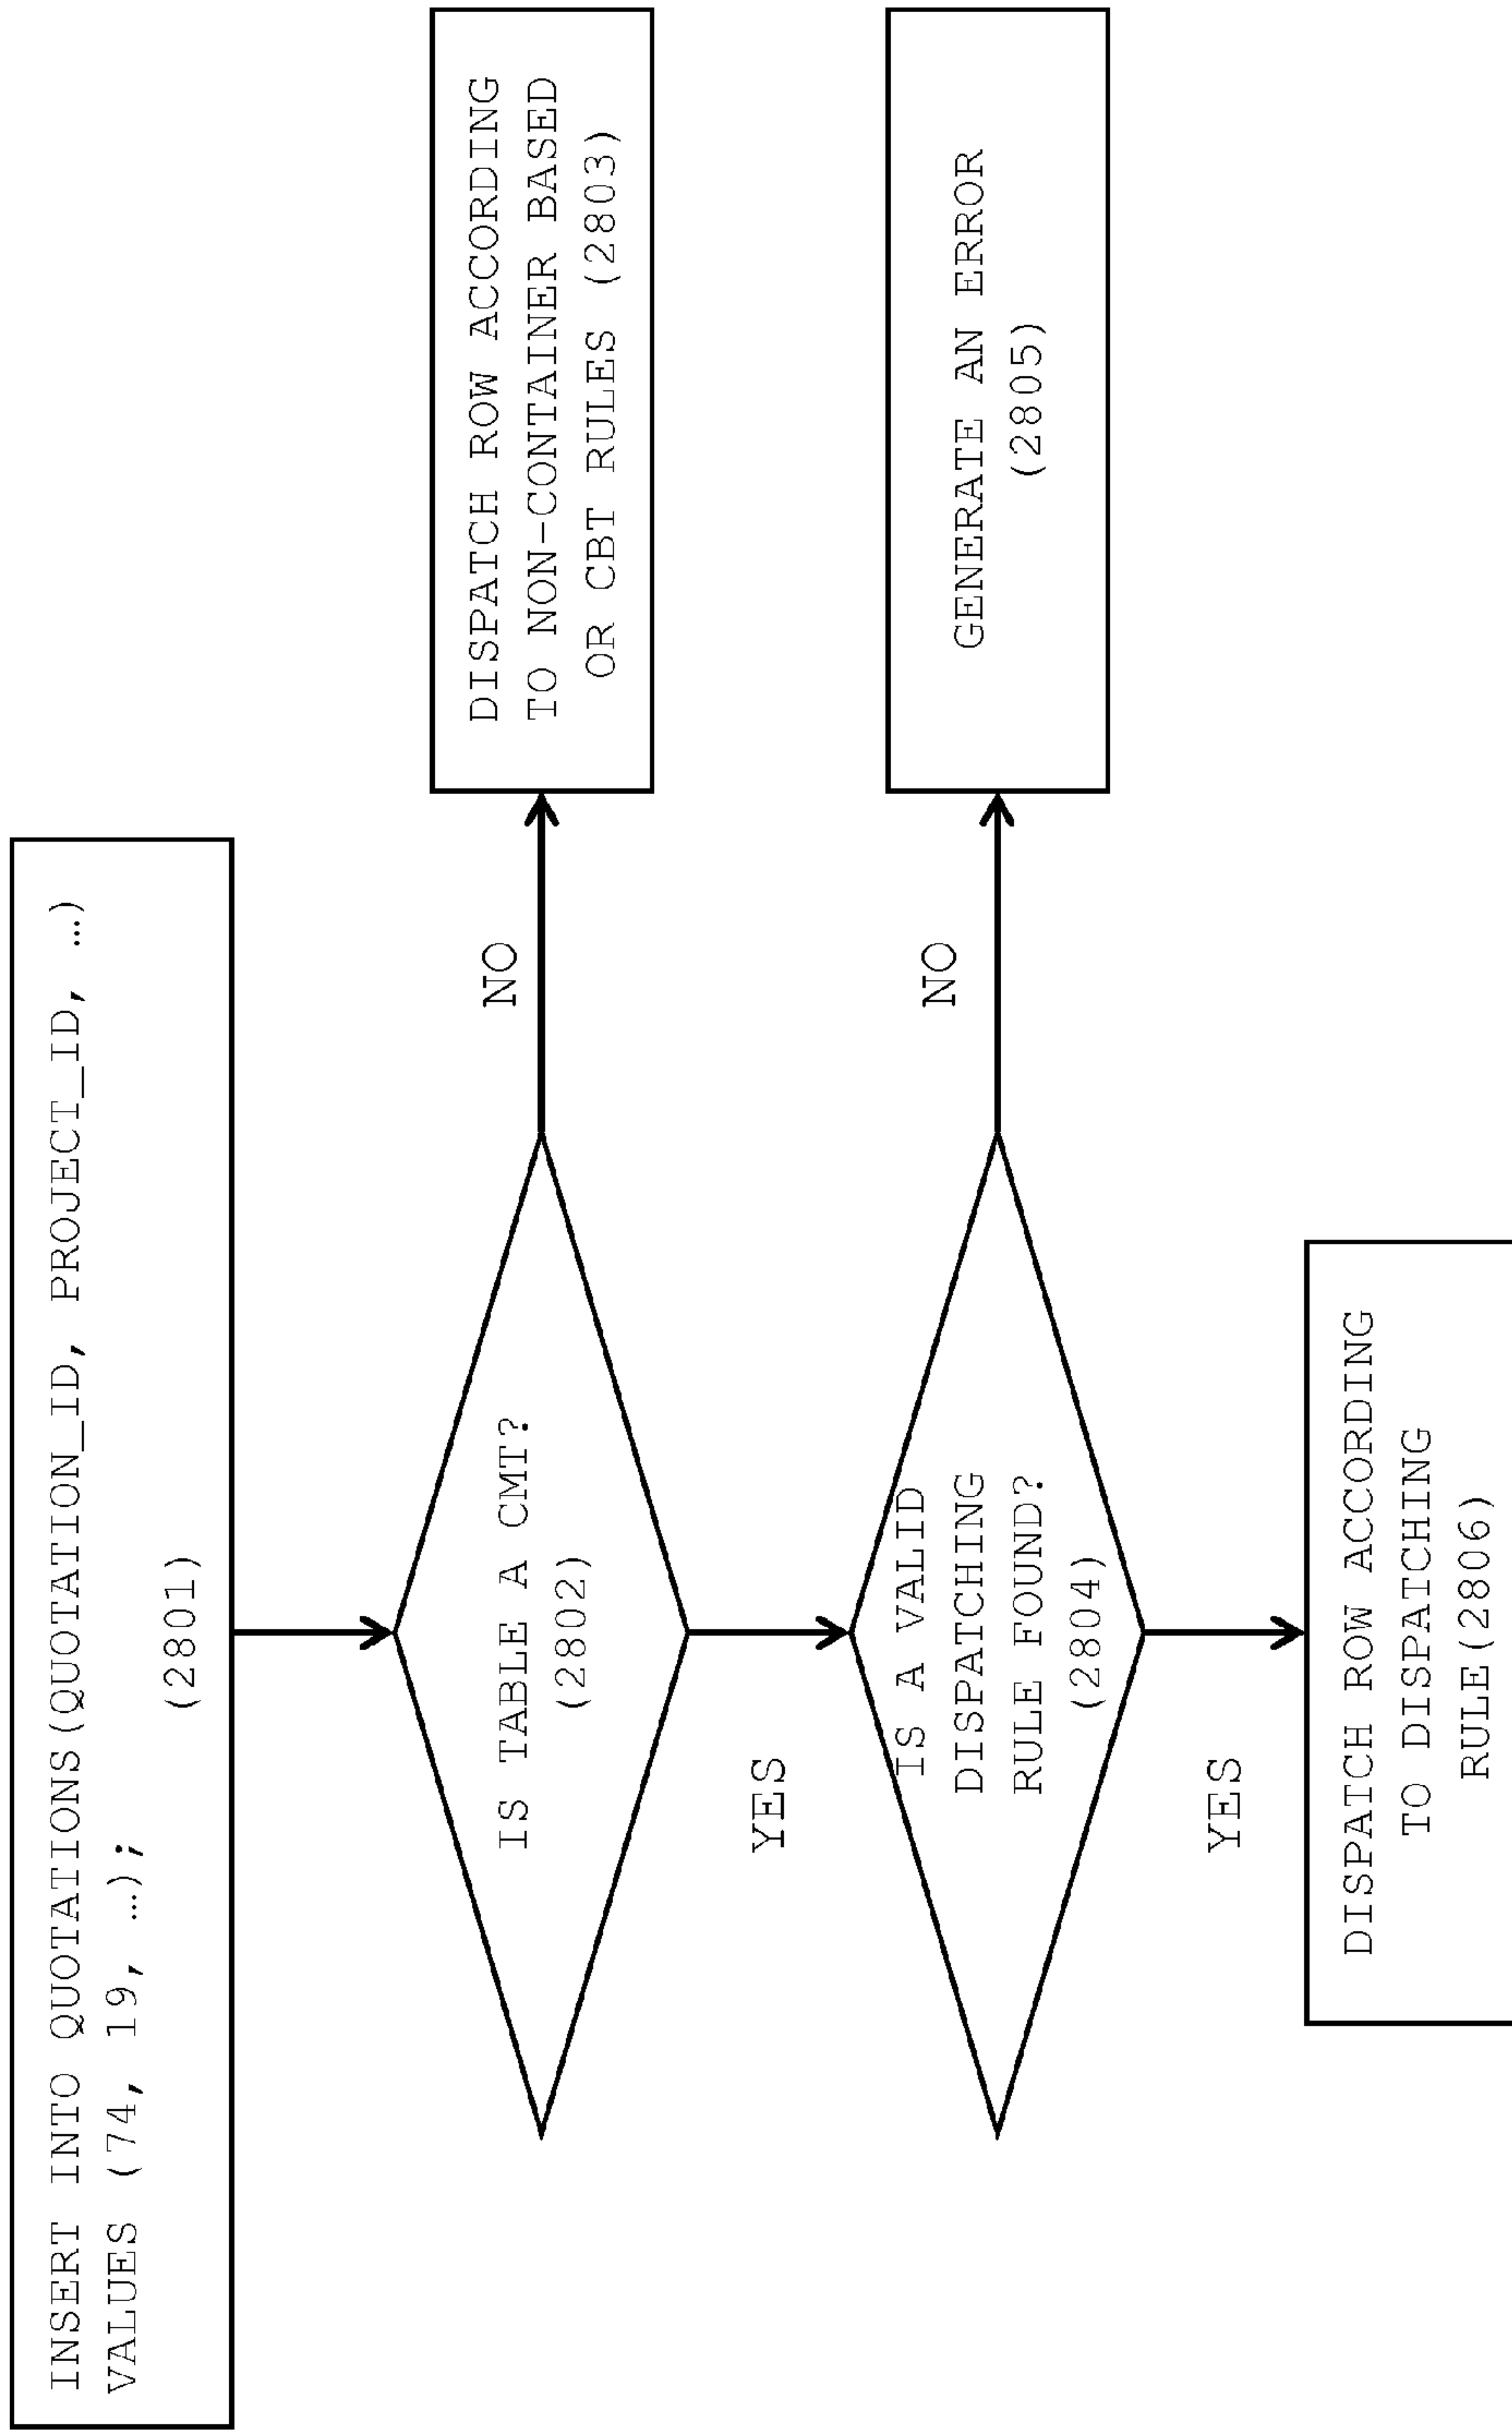 INSERT INTO QUOTATIONS(QUOTATION_ID, PROJECT_ID, …)
VALUES (74, 19, …);
(2801)
IS TABLE A CMT?
(2802)
NO
DISPATCH ROW ACCORDING
TO NON-CONTAINER BASED
OR CBT RULES (2803)
YES
IS A VALID
DISPATCHING
RULE FOUND?
(2804)
NO
GENERATE AN ERROR
(2805)
YES
DISPATCH ROW ACCORDING
TO DISPATCHING
RULE(2806)